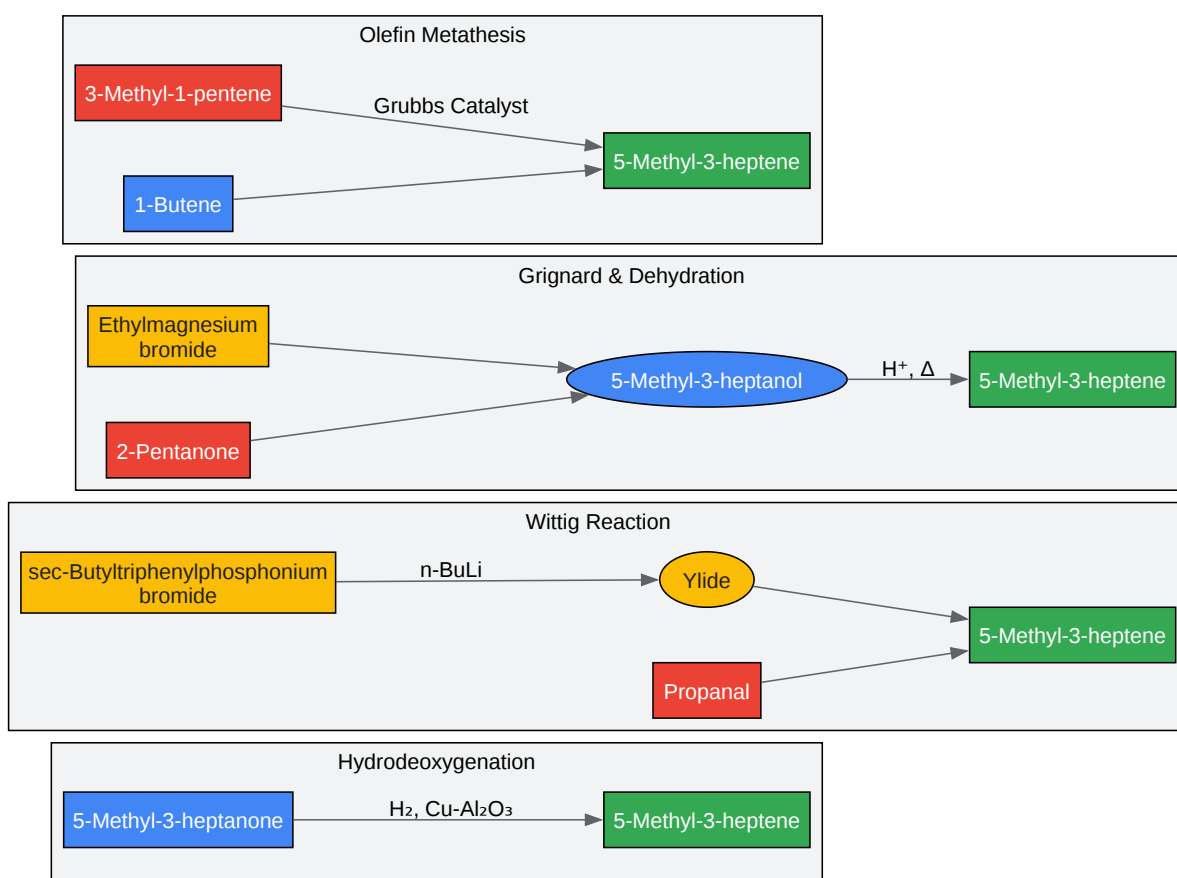 Olefin Metathesis
3-Methyl-1-pentene
Grubbs Catalyst
5-Methyl-3-heptene
1-Butene
Grignard & Dehydration
Ethylmagnesium
bromide
5-Methyl-3-heptanol
H⁺, Δ
5-Methyl-3-heptene
2-Pentanone
Wittig Reaction
sec-Butyltriphenylphosphonium
bromide
n-BuLi
Ylide
5-Methyl-3-heptene
Propanal
Hydrodeoxygenation
5-Methyl-3-heptanone
H₂, Cu-Al₂O₃
5-Methyl-3-heptene